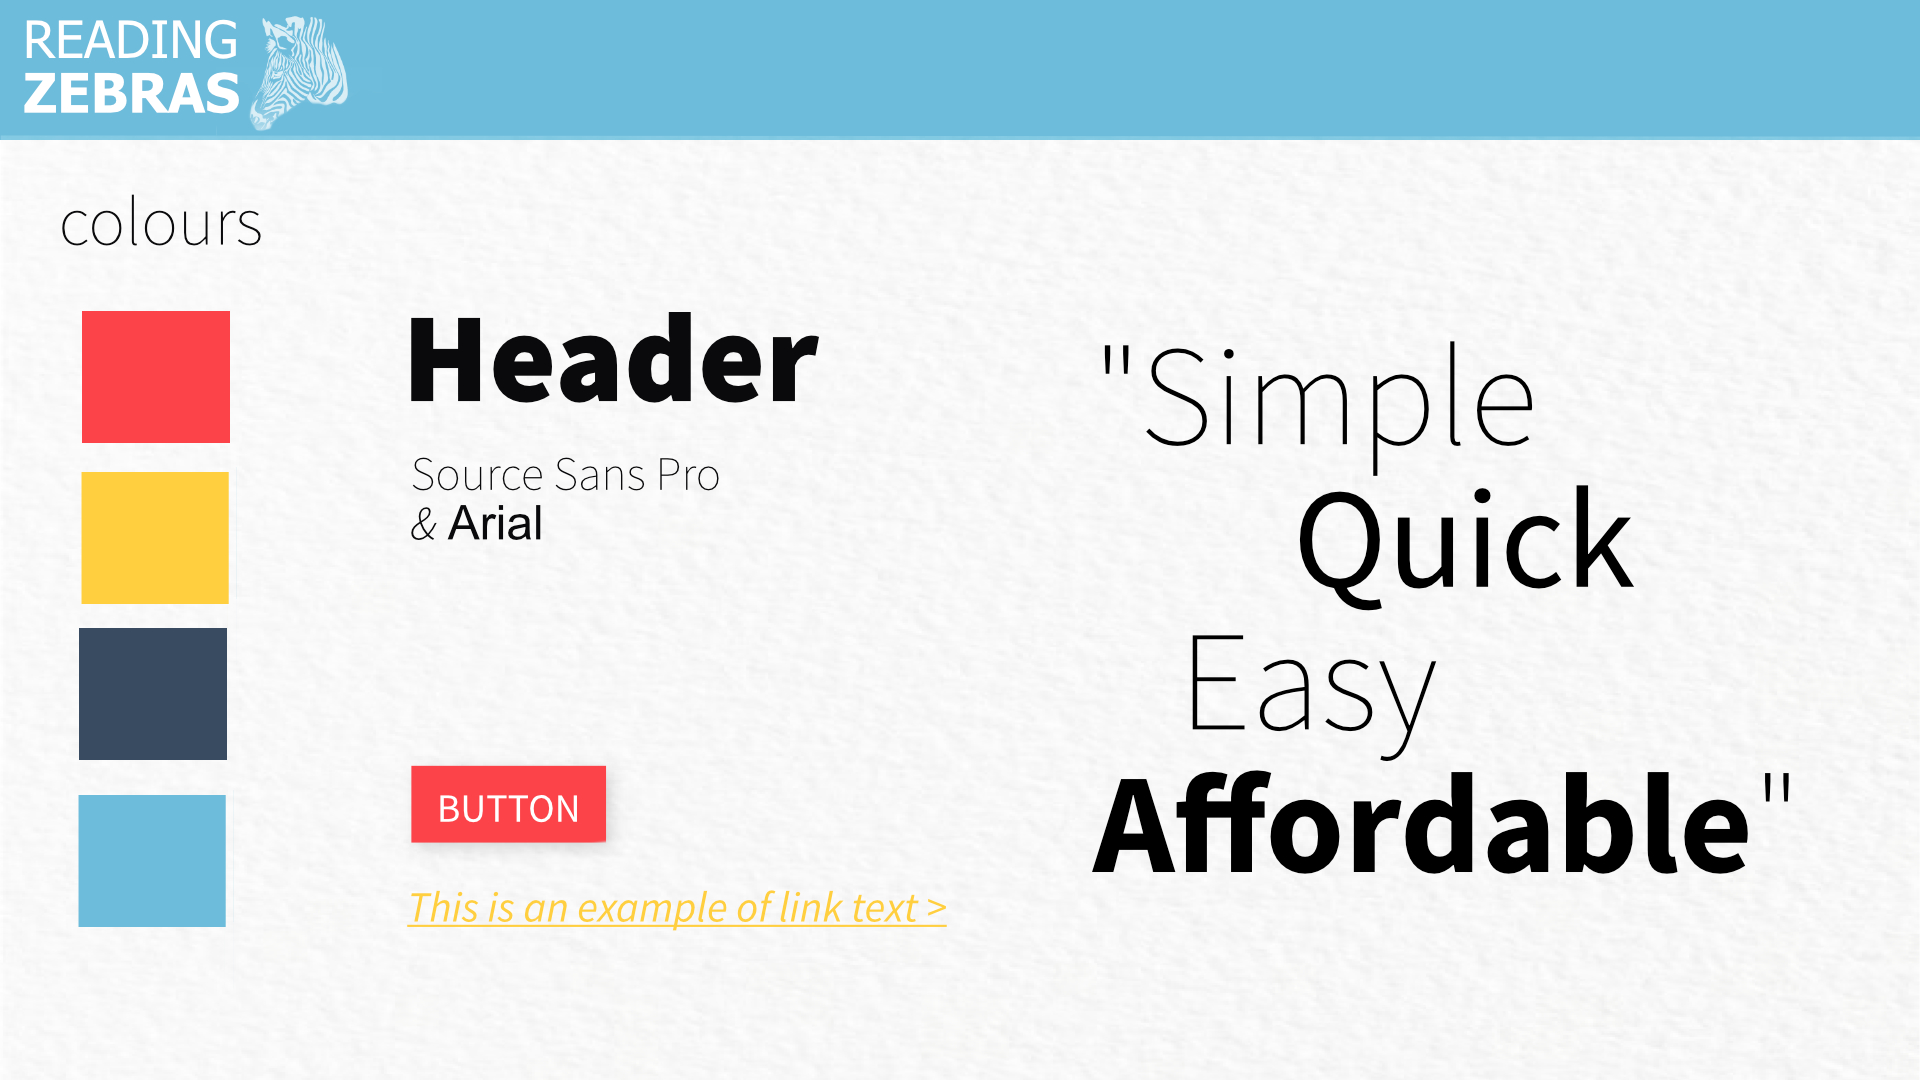 READING
ZEBRAS
colours
Header
Source Sans Pro
& Arial
BUTTON
This is an example of link text >
"Simple
Quick
Easy
Affordable"